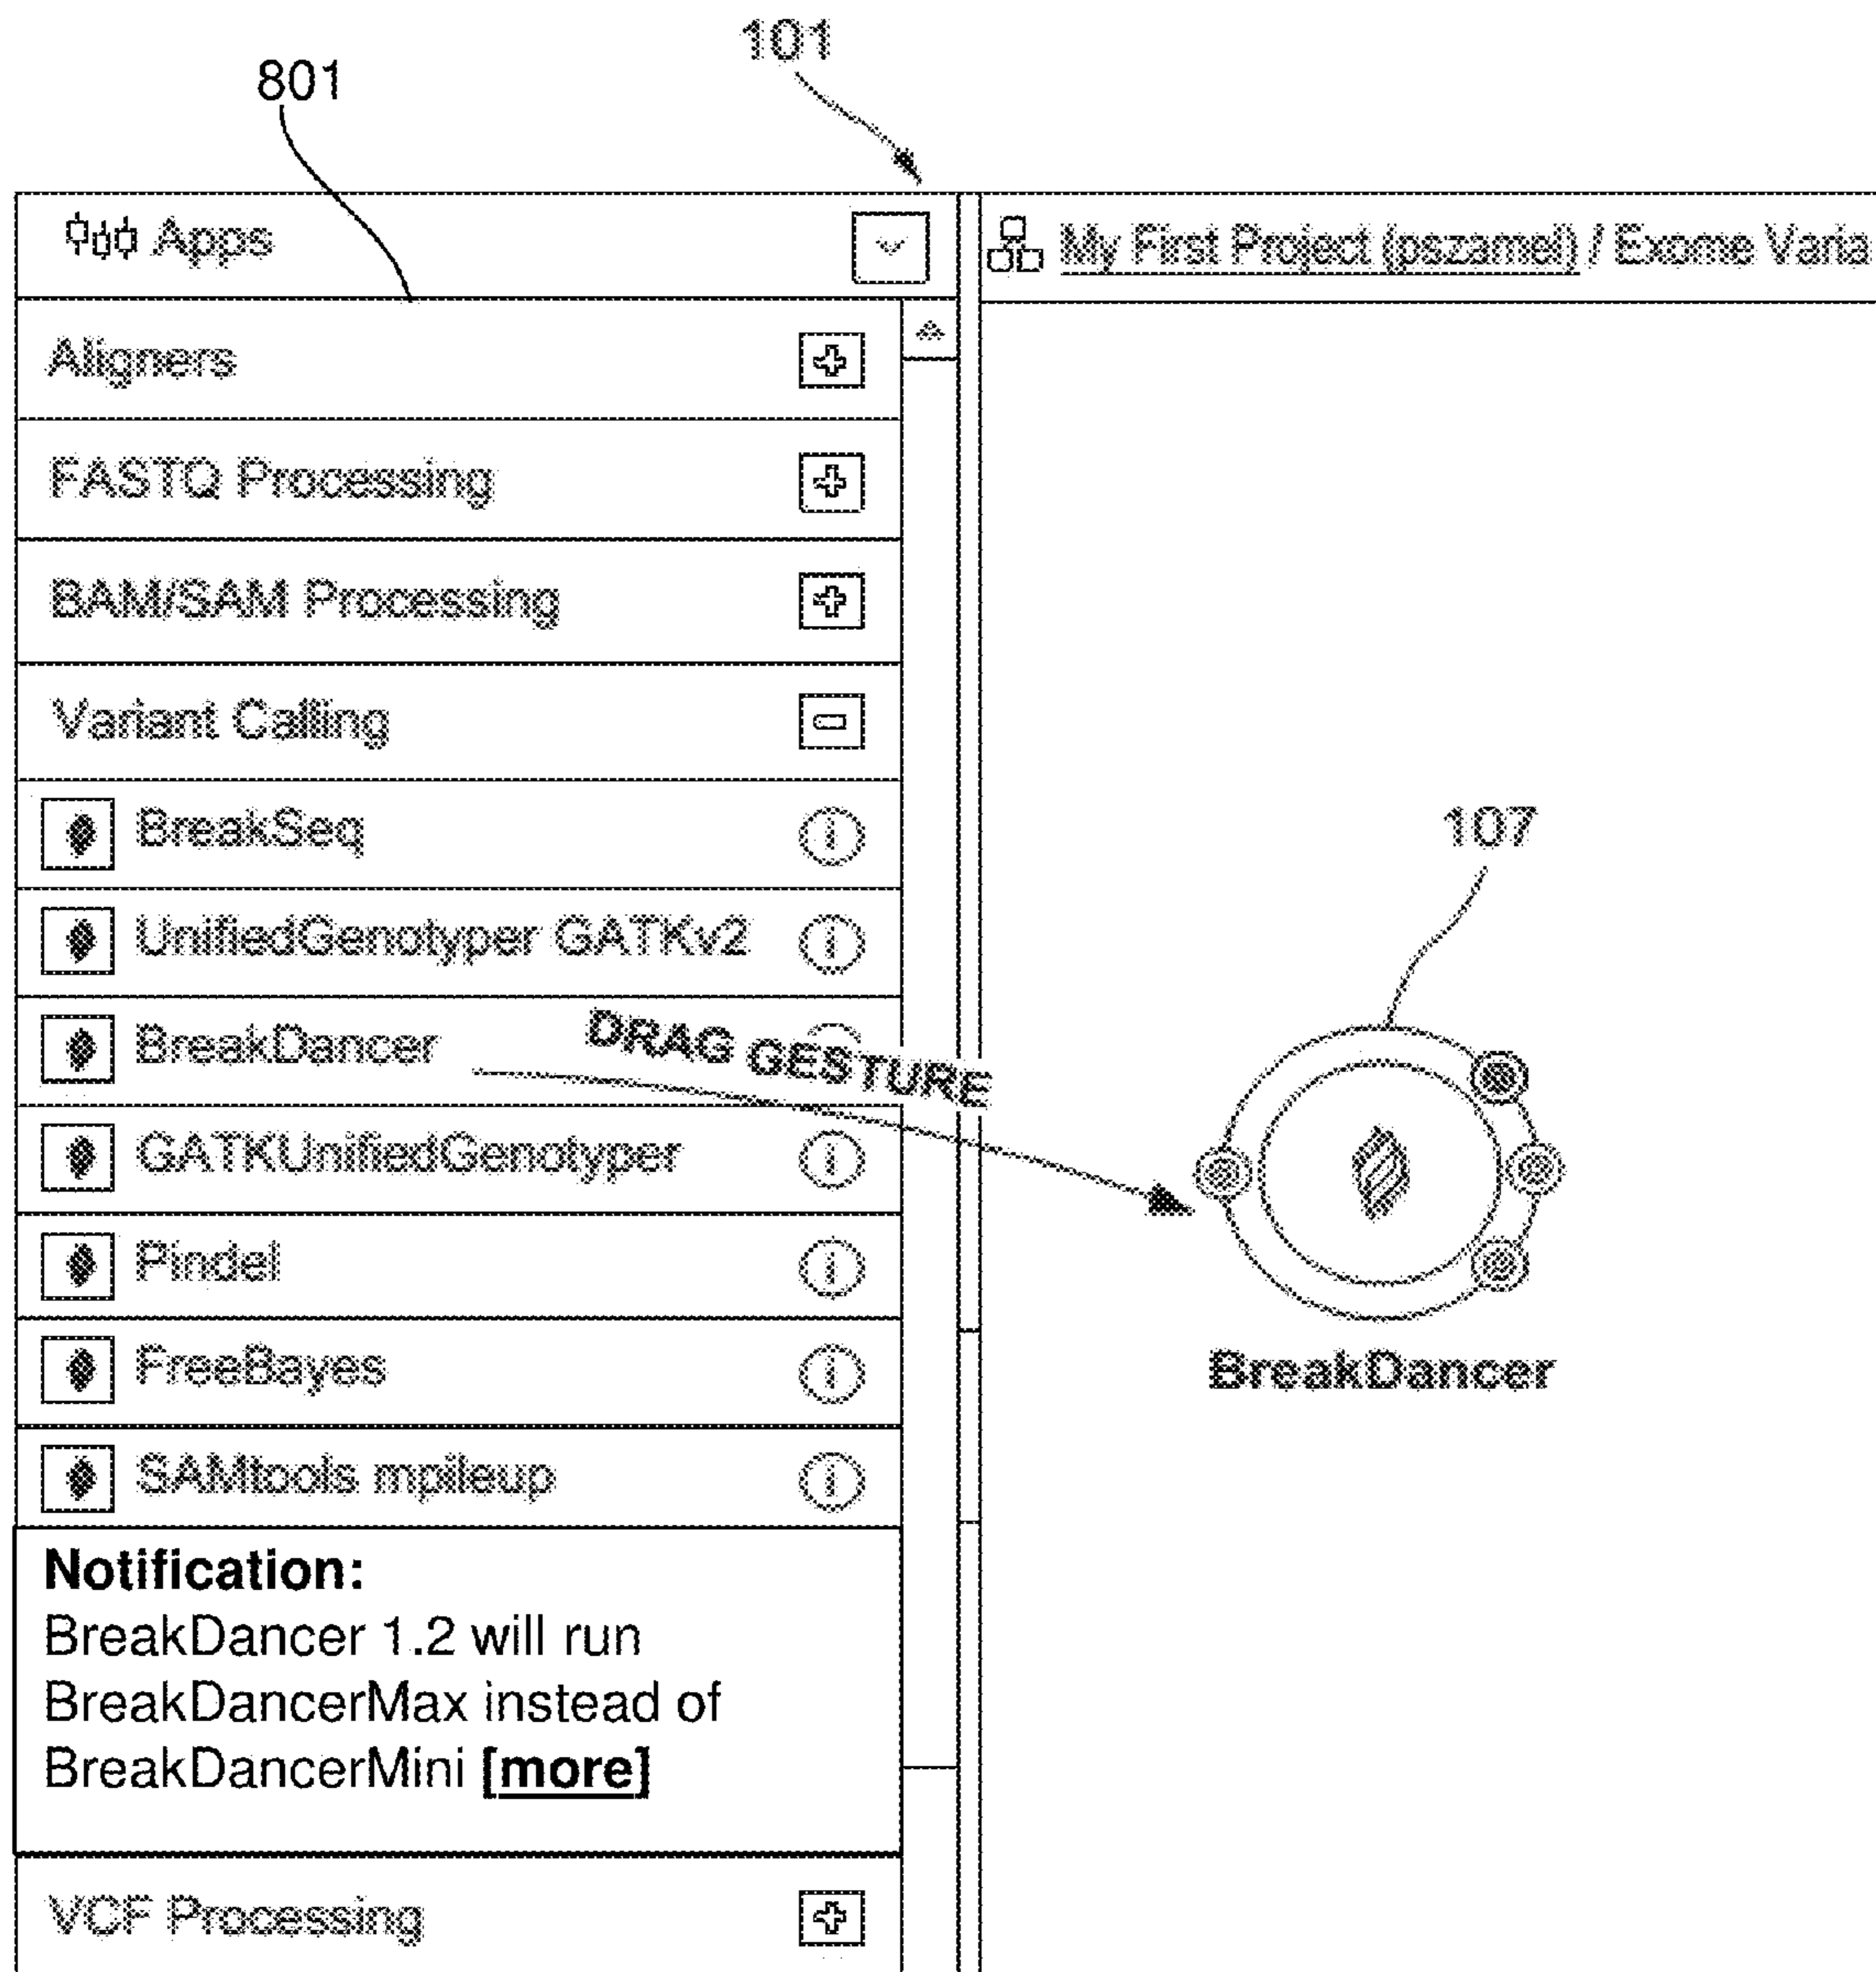 101
801
Apps
My First Project (pszamel) / Exome Varia
Aligners
FASTQ Processing
BAM/SAM Processing
Variant Calling
BreakSeq
107
UnifiedGenotyper GATKv2
BreakDancer
DRAG GESTURE
GATKUnifiedGenotyper
Pindel
FreeBayes
BreakDancer
SAMtools mpileup
Notification:
BreakDancer 1.2 will run
BreakDancerMax instead of
BreakDancerMini [more]
VCF Processing